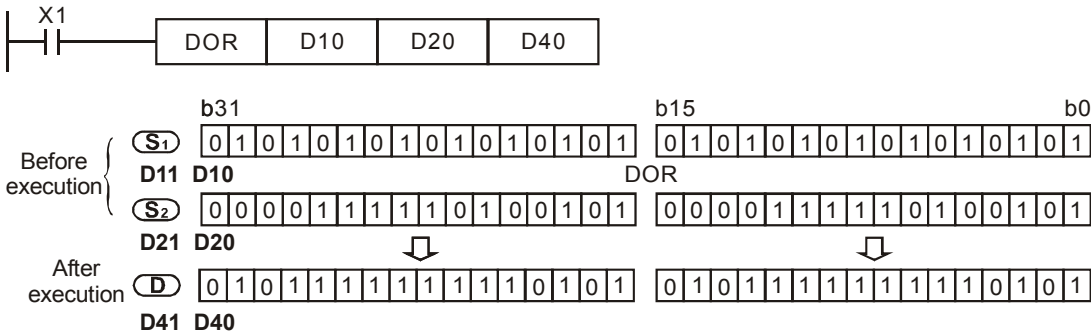 X1
DOR D10 D20 D40
b31 b15 b0
Before execution
S1 0 1 0 1 0 1 0 1 0 1 0 1 0 1 0 1 0 1 0 1 0 1 0 1 0 1 0 1 0 1 0 1
D11 D10 DOR
S2 0 0 0 0 1 1 1 1 1 0 1 0 0 1 0 1 0 0 0 0 1 1 1 1 1 0 1 0 0 1 0 1
D21 D20
After execution
D 0 1 0 1 1 1 1 1 1 1 1 1 0 1 0 1 0 1 0 1 1 1 1 1 1 1 1 1 0 1 0 1
D41 D40